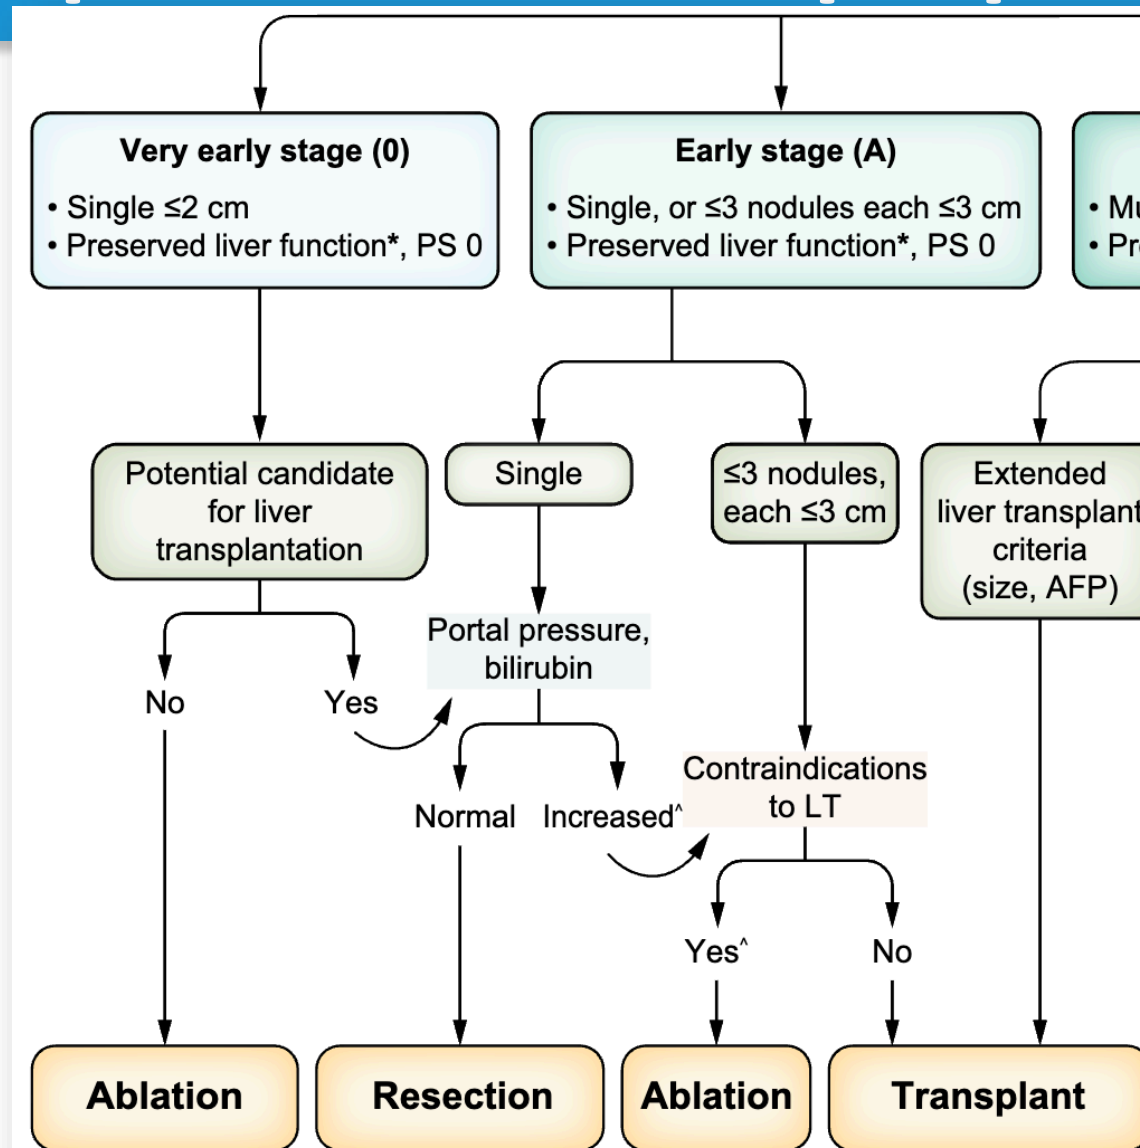 Very early stage (0)
• Single ≤2 cm
• Preserved liver function*, PS 0
Early stage (A)
• Single, or ≤3 nodules each ≤3 cm
• Preserved liver function*, PS 0
Potential candidate
for liver
transplantation
Single
≤3 nodules,
each ≤3 cm
Extended
liver transplant
criteria
(size, AFP)
Portal pressure,
bilirubin
No
Yes
Contraindications
to LT
Normal
Increased^
Yes^
No
Ablation
Resection
Ablation
Transplant